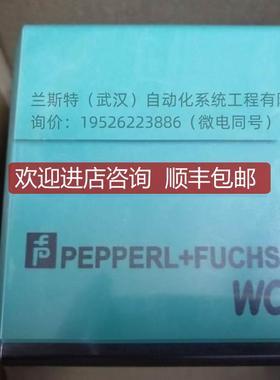 兰斯特（武汉）自动化系统工程有限
询价：19526223886（微电同号）
欢迎进店咨询 顺丰包邮
PEPPERL+FUCHS
WC